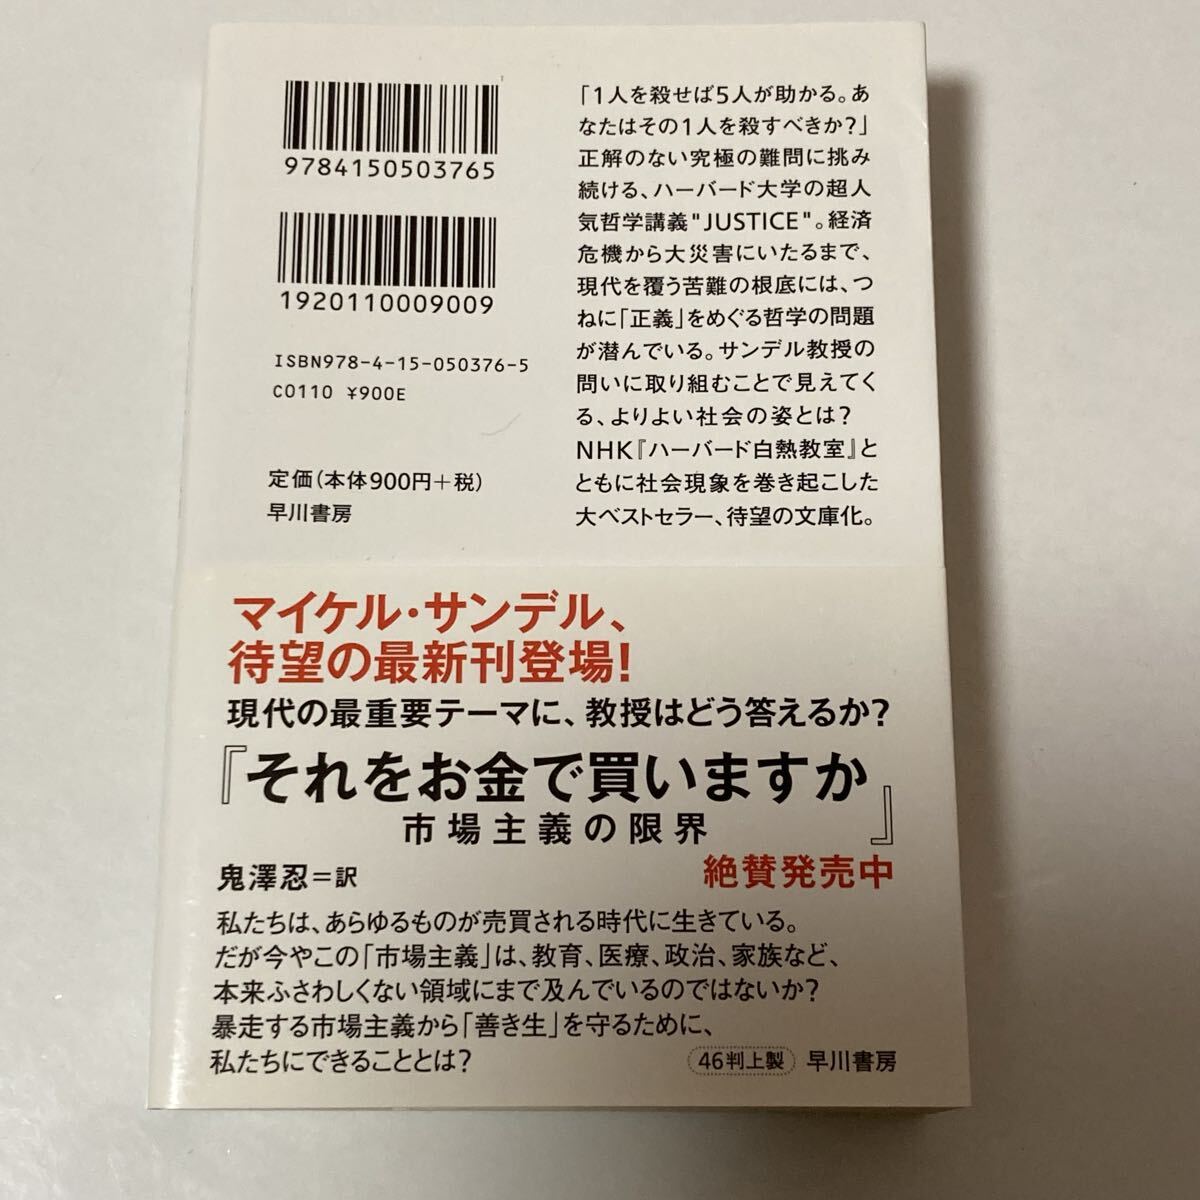 9784150503765
1920110009009
ISBN978-4-15-050376-5
C0110 ¥900E
定価(本体900円+税)
早川書房
「1人を殺せば5人が助かる。あ
なたはその1人を殺すべきか?」
正解のない究極の難問に挑み
続ける、ハーバード大学の超人
気哲学講義"JUSTICE"。経済
危機から大災害にいたるまで、
現代を覆う苦難の根底には、つ
ねに「正義」をめぐる哲学の問題
が潜んでいる。サンデル教授の
問いに取り組むことで見えてく
る、よりよい社会の姿とは?
NHK『ハーバード白熱教室』と
ともに社会現象を巻き起こした
大ベストセラー、待望の文庫化。
マイケル・サンデル、
待望の最新刊登場!
現代の最重要テーマに、教授はどう答えるか?
『それをお金で買いますか
市場主義の限界』
鬼澤忍=訳
絶賛発売中
私たちは、あらゆるものが売買される時代に生きている。
だが今やこの「市場主義」は、教育、医療、政治、家族など、
本来ふさわしくない領域にまで及んでいるのではないか?
暴走する市場主義から「善き生」を守るために、
私たちにできることとは?
46判上製 早川書房